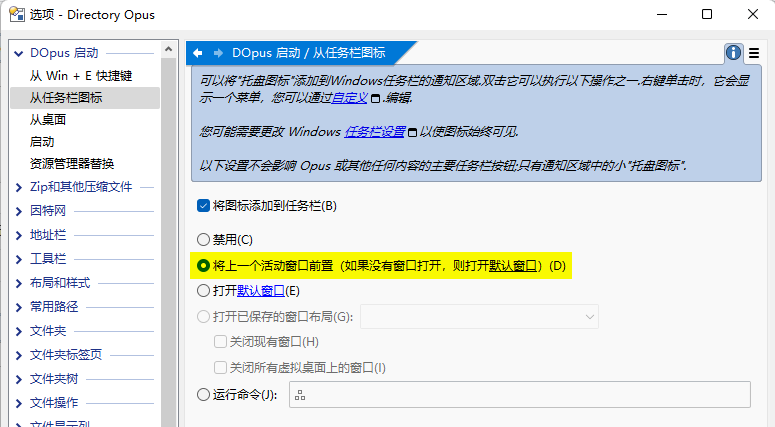 选项 - Directory Opus
DOpus 启动
从 Win + E 快捷键
从任务栏图标
从桌面
启动
资源管理器替换
Zip和其他压缩文件
因特网
地址栏
工具栏
布局和样式
常用路径
文件夹
文件夹标签页
文件夹树
文件操作
文件显示列
DOpus 启动 / 从任务栏图标
可以将"托盘图标"添加到Windows任务栏的通知区域.双击它可以执行以下操作之一.右键单击时，它会显
示一个菜单，您可以通过自定义 .编辑.
您可能需要更改 Windows 任务栏设置 以使图标始终可见.
以下设置不会影响 Opus 或其他任何内容的主要任务栏按钮;只有通知区域中的小"托盘图标".
将图标添加到任务栏(B)
禁用(C)
将上一个活动窗口前置（如果没有窗口打开，则打开默认窗口）(D)
打开默认窗口(E)
打开已保存的窗口布局(G):
关闭现有窗口(H)
关闭所有虚拟桌面上的窗口(I)
运行命令(J):